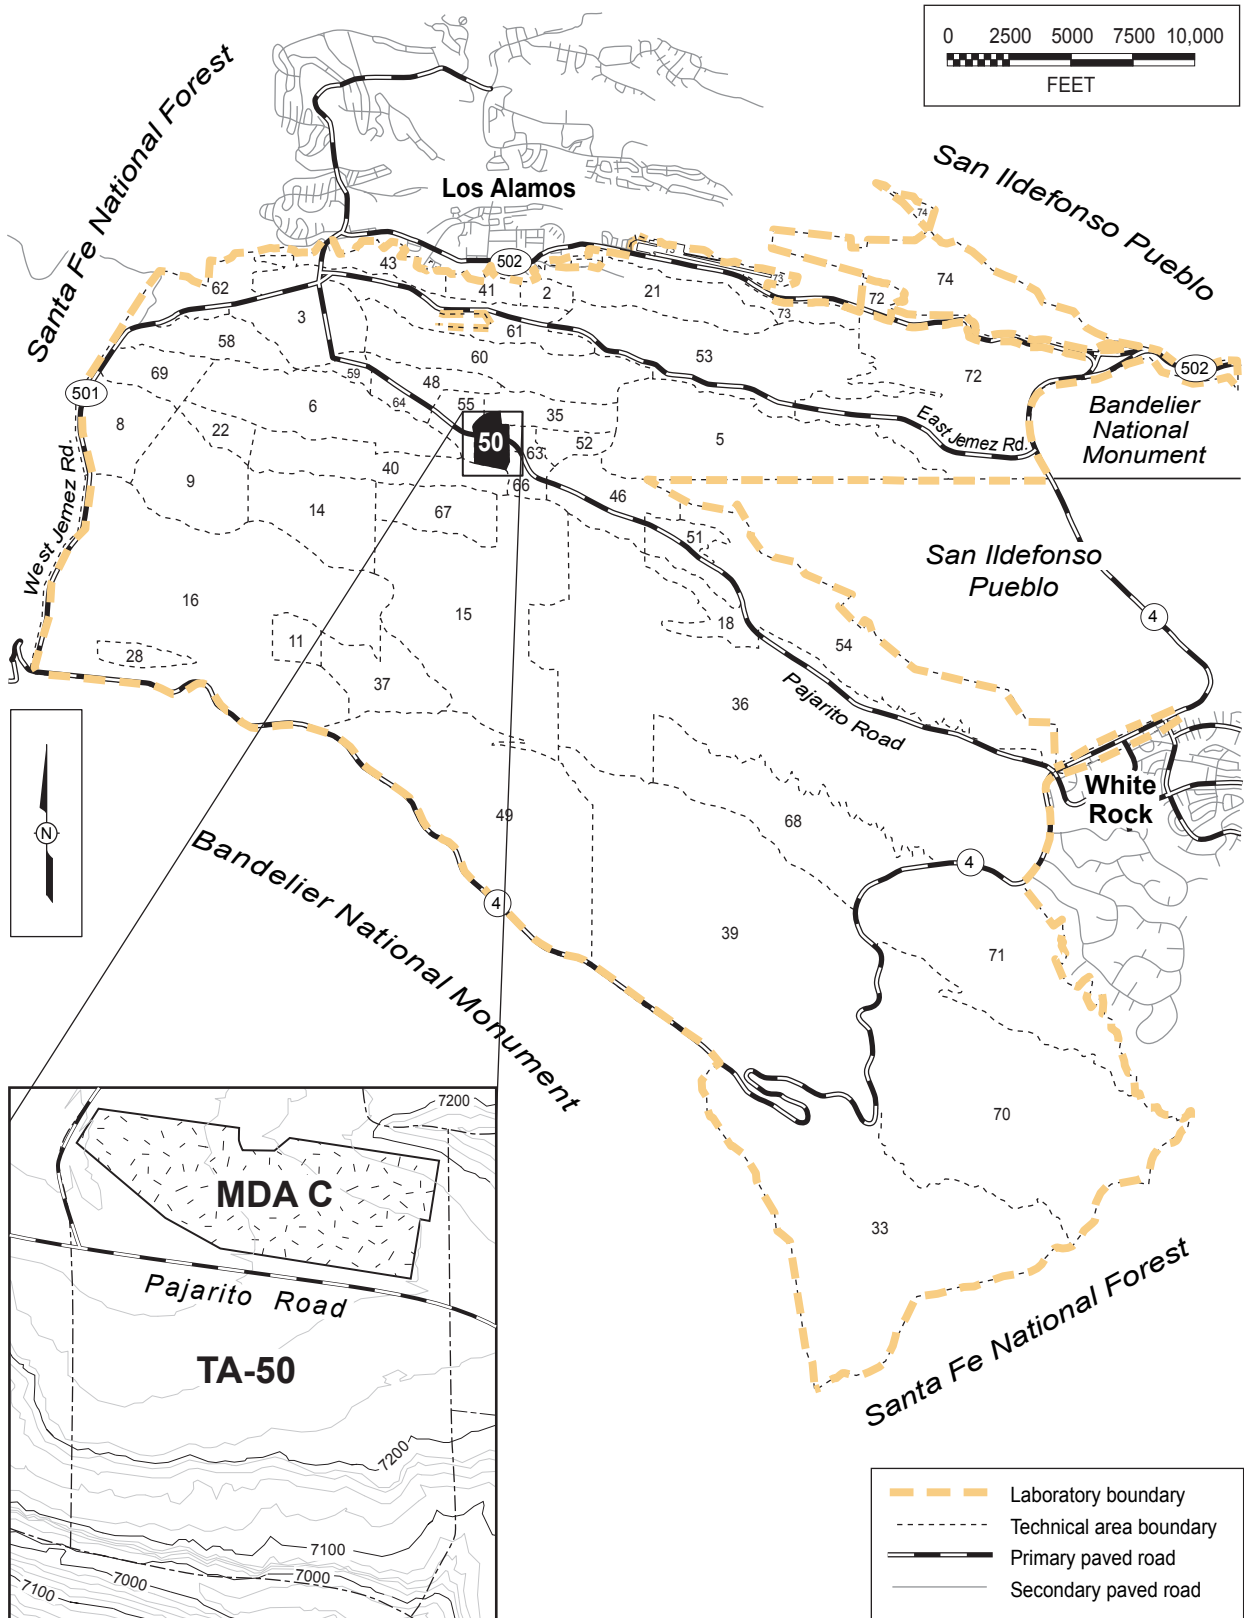 0 2500 5000 7500 10,000
FEET
Santa Fe National Forest
San Ildefonso Pueblo
Los Alamos
74
502
43
73
73
74
62
41
2
21
72
3
73
61
58
53
60
502
69
59
48
72
501
64
55
6
35
Bandelier
National
Monument
8
22
East Jemez Rd.
50
52
5
63
40
9
66
46
14
67
West Jemez Rd.
51
San Ildefonso
Pueblo
16
15
4
18
11
54
28
37
36
Pajarito Road
White
Rock
N
49
68
Bandelier National Monument
4
4
39
71
70
33
Santa Fe National Forest
7200
MDA C
Pajarito Road
TA-50
7200
7100
7000
7000
7100
Laboratory boundary
Technical area boundary
Primary paved road
Secondary paved road